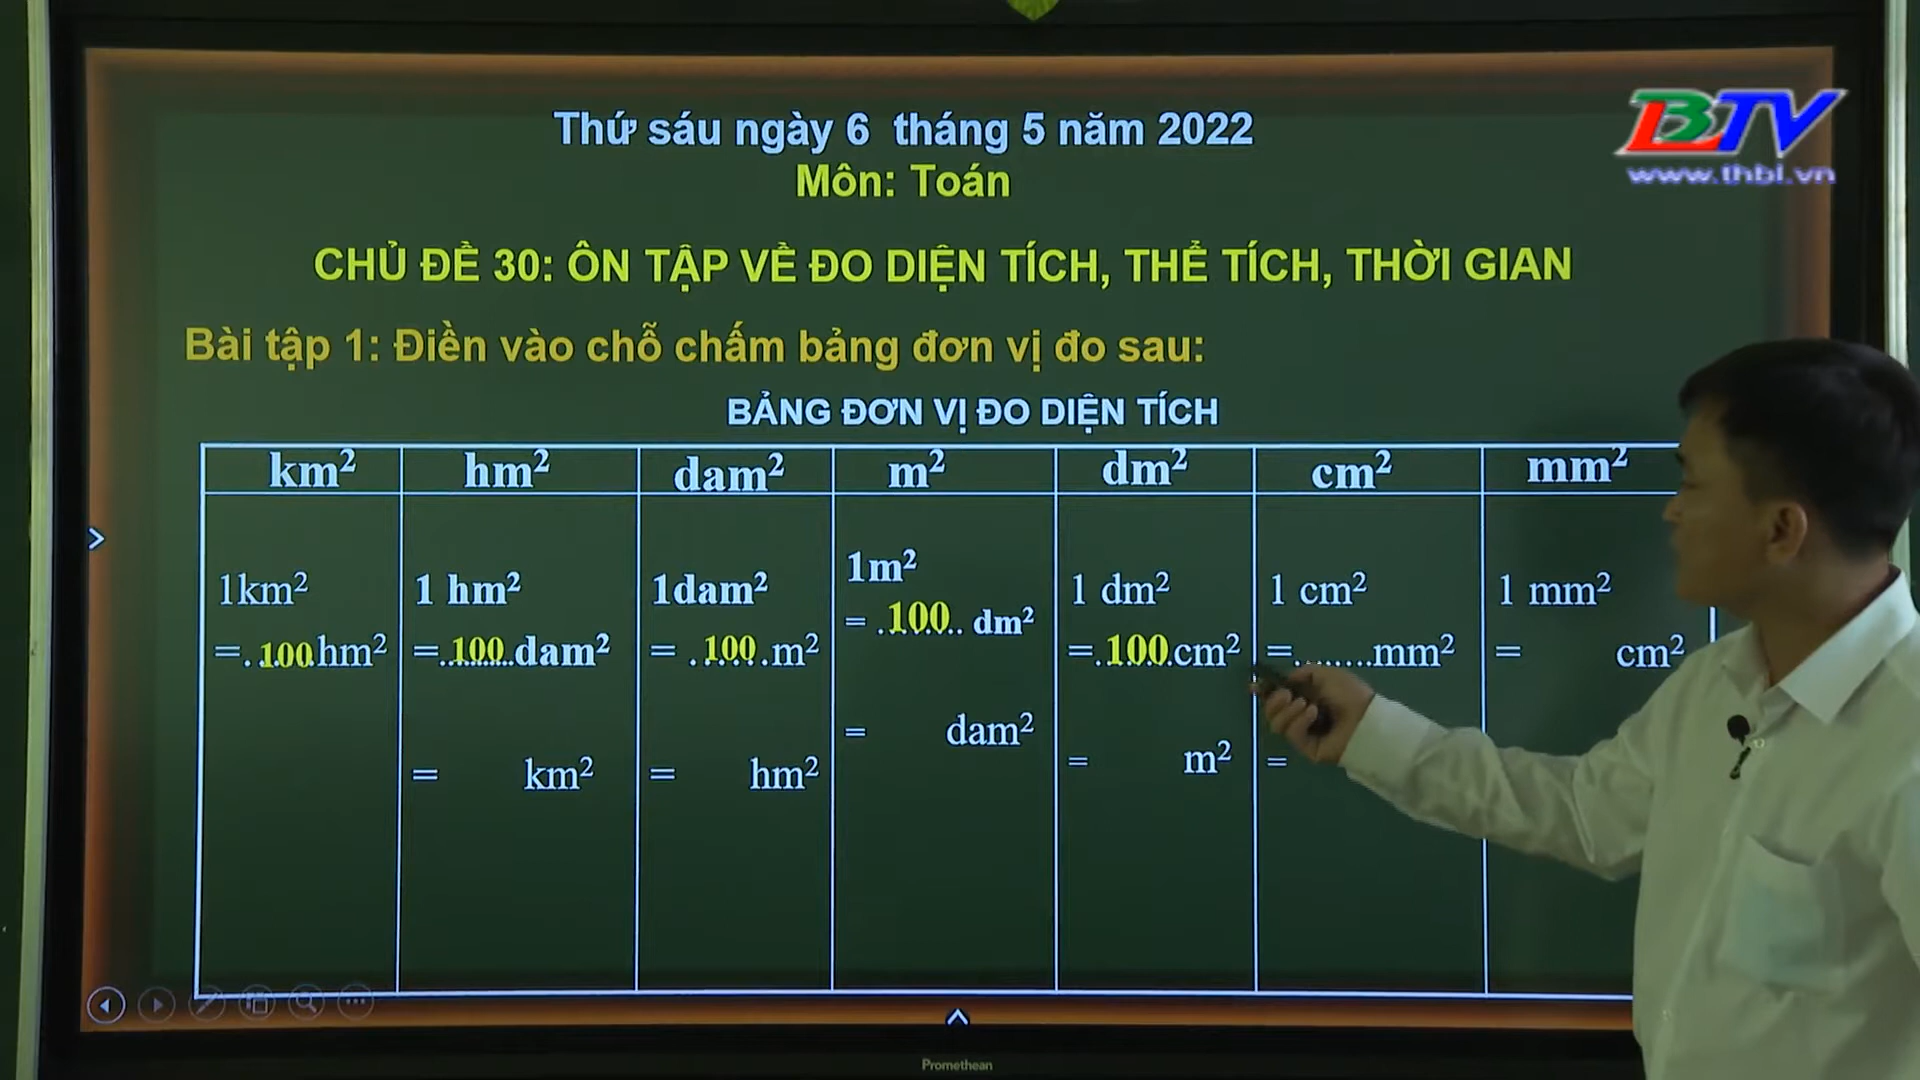 Thứ sáu ngày 6 tháng 5 năm 2022
BTV
www.thbl.vn
Môn: Toán
CHỦ ĐỀ 30: ÔN TẬP VỀ ĐO DIỆN TÍCH, THỂ TÍCH, THỜI GIAN
Bài tập 1: Điền vào chỗ chấm bảng đơn vị đo sau:
BẢNG ĐƠN VỊ ĐO DIỆN TÍCH
km² hm² dam² m² dm² cm² mm²
1km²
=..100..hm²
1 hm²
=..100..dam²
= km²
1dam²
= ..100..m²
= hm²
1m²
= ..100.. dm²
= dam²
1 dm²
=..100..cm²
= m²
1 cm²
=........mm²
=
1 mm²
= cm²
Promethean